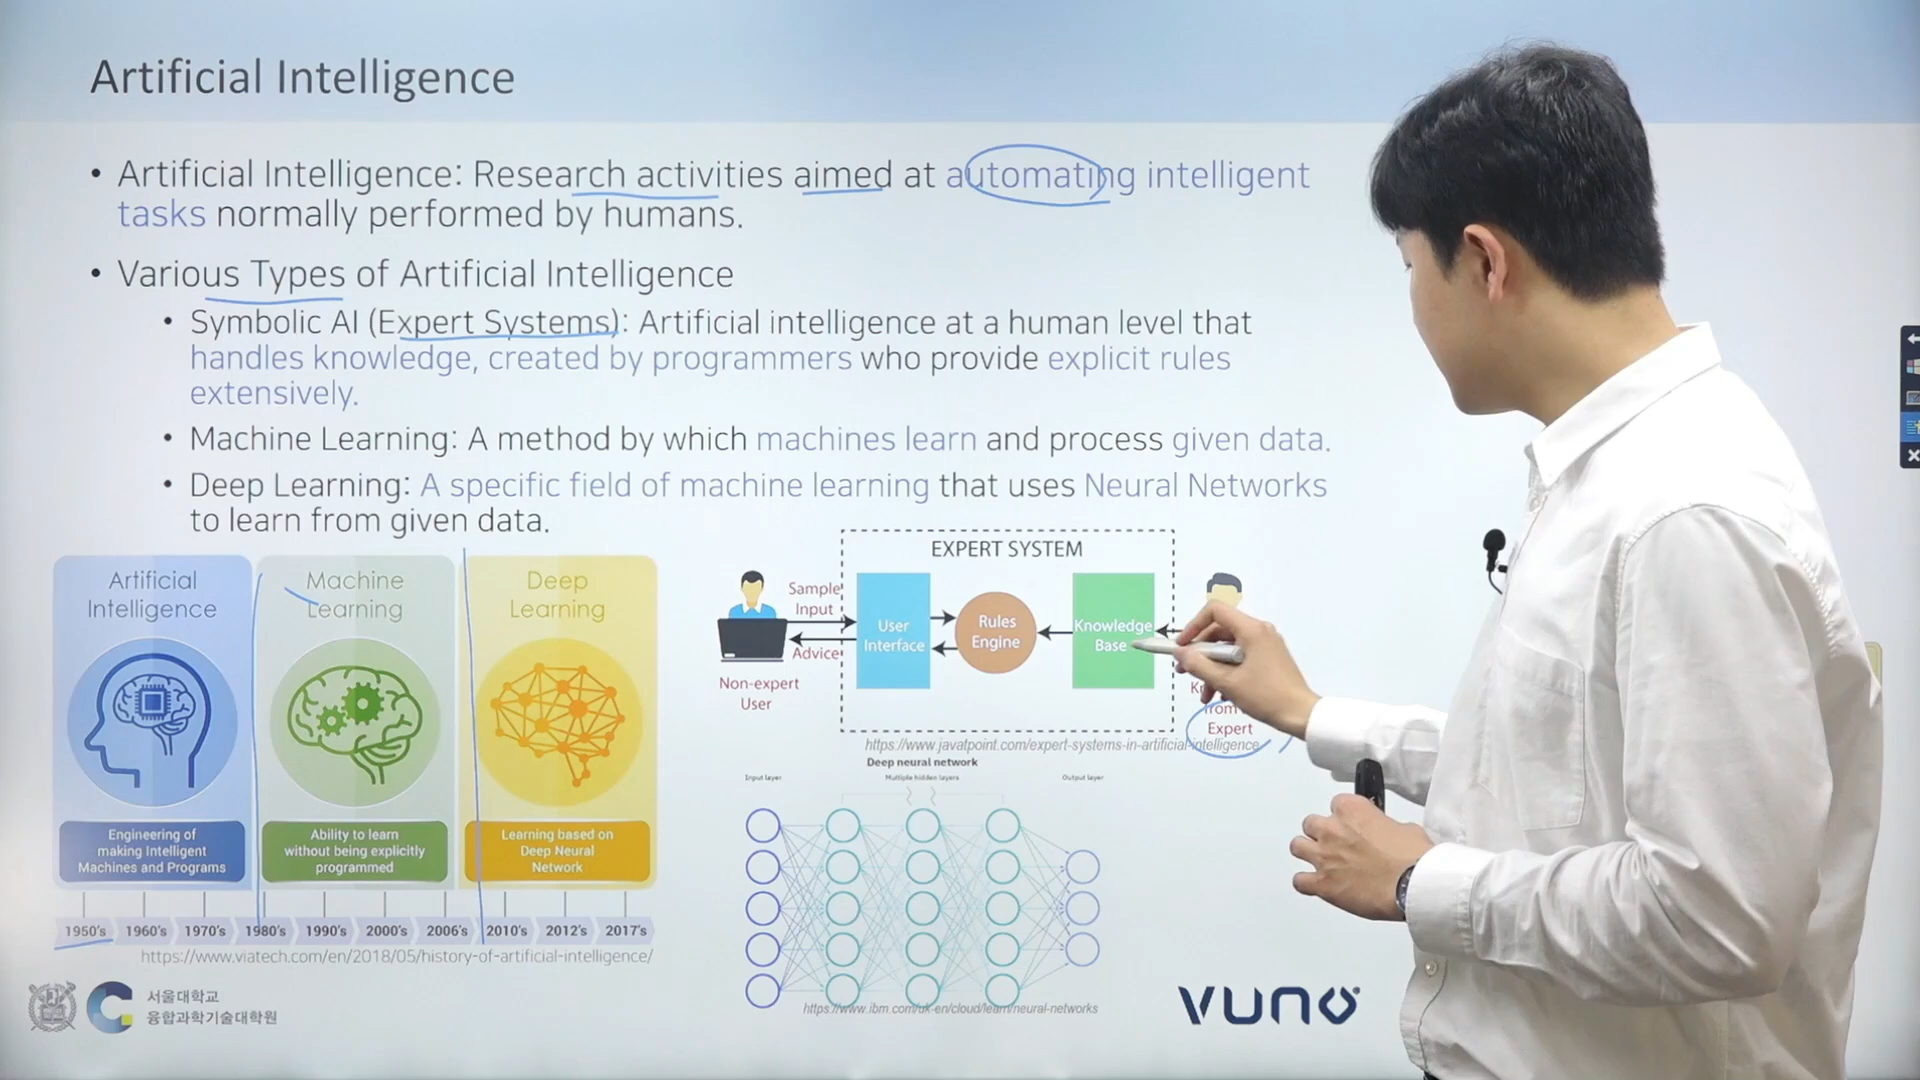 Artificial Intelligence
• Artificial Intelligence: Research activities aimed at automating intelligent
tasks normally performed by humans.
• Various Types of Artificial Intelligence
• Symbolic AI (Expert Systems): Artificial intelligence at a human level that
handles knowledge, created by programmers who provide explicit rules
extensively.
• Machine Learning: A method by which machines learn and process given data.
• Deep Learning: A specific field of machine learning that uses Neural Networks
to learn from given data.
Artificial
Intelligence
Engineering of
making Intelligent
Machines and Programs
Machine
Learning
Ability to learn
without being explicitly
programmed
Deep
Learning
Learning based on
Deep Neural
Network
1950's 1960's 1970's 1980's 1990's 2000's 2006's 2010's 2012's 2017's
https://www.viatech.com/en/2018/05/history-of-artificial-intelligence/
EXPERT SYSTEM
Sample
Input
Advice
Non-expert
User
User
Interface
Rules
Engine
Knowledge
Base
from
Expert
https://www.javatpoint.com/expert-systems-in-artificial-intelligence
Deep neural network
Input layer
Multiple hidden layers
Output layer
https://www.ibm.com/uk-en/cloud/learn/neural-networks
서울대학교
융합과학기술대학원
VUNO